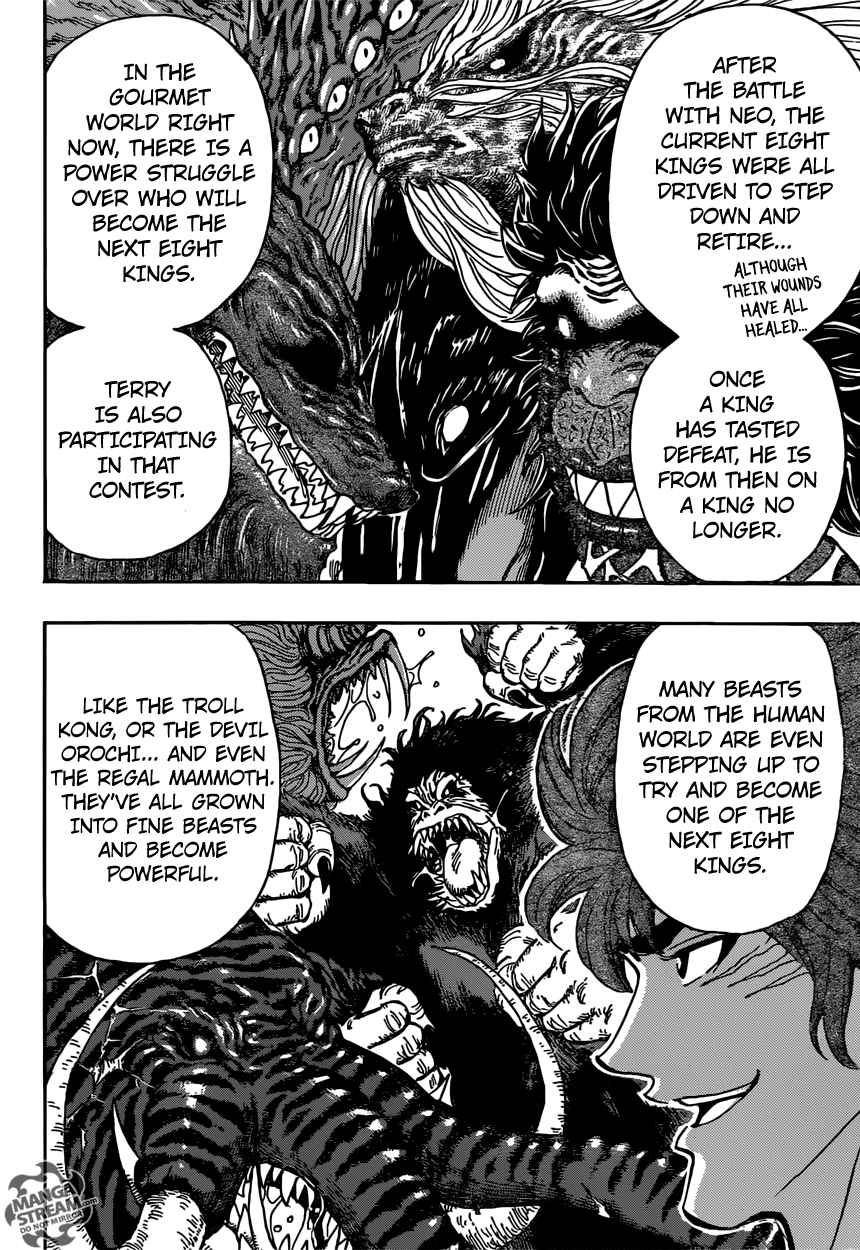 AFTER
THE BATTLE
WITH NEO, THE
CURRENT EIGHT
KINGS WERE ALL
DRIVEN TO STEP
DOWN AND
RETIRE...
ALTHOUGH
THEIR WOUNDS
HAVE ALL
HEALED...
ONCE
A KING
HAS TASTED
DEFEAT, HE IS
FROM THEN ON
A KING NO
LONGER.
IN THE
GOURMET
WORLD RIGHT
NOW, THERE IS A
POWER STRUGGLE
OVER WHO WILL
BECOME THE
NEXT EIGHT
KINGS.
TERRY
IS ALSO
PARTICIPATING
IN THAT
CONTEST.
MANY BEASTS
FROM THE HUMAN
WORLD ARE EVEN
STEPPING UP TO
TRY AND BECOME
ONE OF THE
NEXT EIGHT
KINGS.
LIKE THE TROLL
KONG, OR THE DEVIL
OROCHI... AND EVEN
THE REGAL MAMMOTH.
THEY'VE ALL GROWN
INTO FINE BEASTS
AND BECOME
POWERFUL.
MANGA
STREAM.com
DO NOT MIRROR